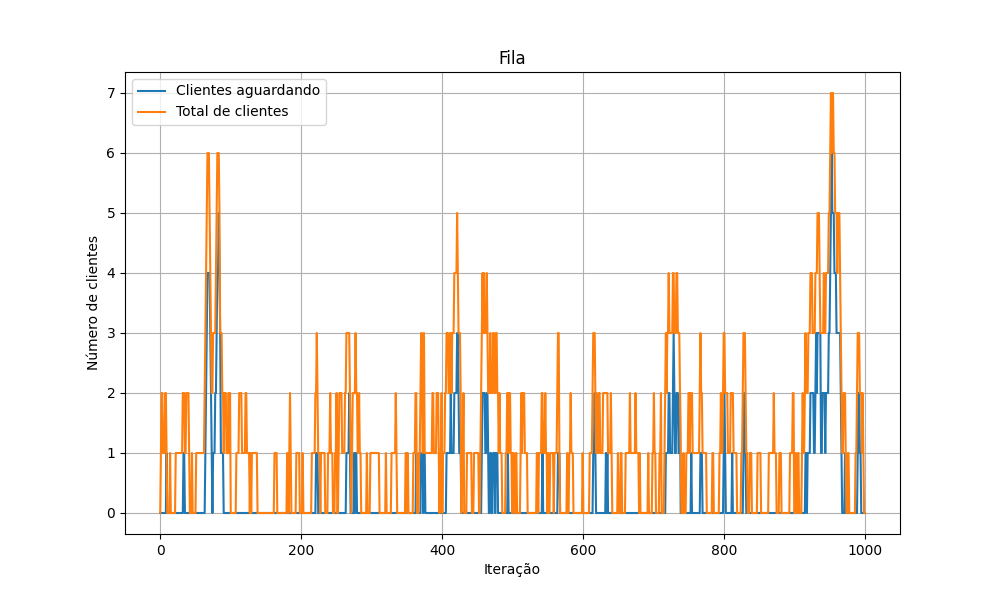 Fila
Clientes aguardando
Total de clientes
Número de clientes
7
6
5
4
3
2
1
0
0 200 400 600 800 1000
Iteração